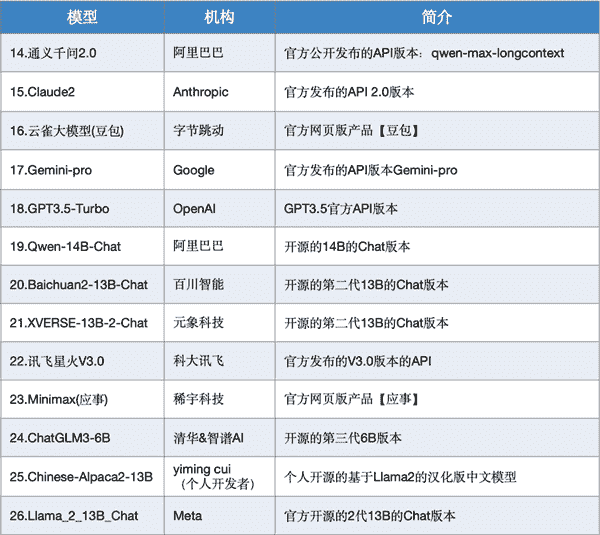 模型 机构 简介
14.通义千问2.0 阿里巴巴 官方公开发布的API版本：qwen-max-longcontext
15.Claude2 Anthropic 官方发布的API 2.0版本
16.云雀大模型(豆包) 字节跳动 官方网页版产品【豆包】
17.Gemini-pro Google 官方发布的API版本Gemini-pro
18.GPT3.5-Turbo OpenAI GPT3.5官方API版本
19.Qwen-14B-Chat 阿里巴巴 开源的14B的Chat版本
20.Baichuan2-13B-Chat 百川智能 开源的第二代13B的Chat版本
21.XVERSE-13B-2-Chat 元象科技 开源的第二代13B的Chat版本
22.讯飞星火V3.0 科大讯飞 官方发布的V3.0版本的API
23.Minimax(应事) 稀宇科技 官方网页版产品【应事】
24.ChatGLM3-6B 清华&智谱AI 开源的第三代6B版本
25.Chinese-Alpaca2-13B yiming cui 个人开源的基于Llama2的汉化版中文模型
（个人开发者）
26.Llama_2_13B_Chat Meta 官方开源的2代13B的Chat版本